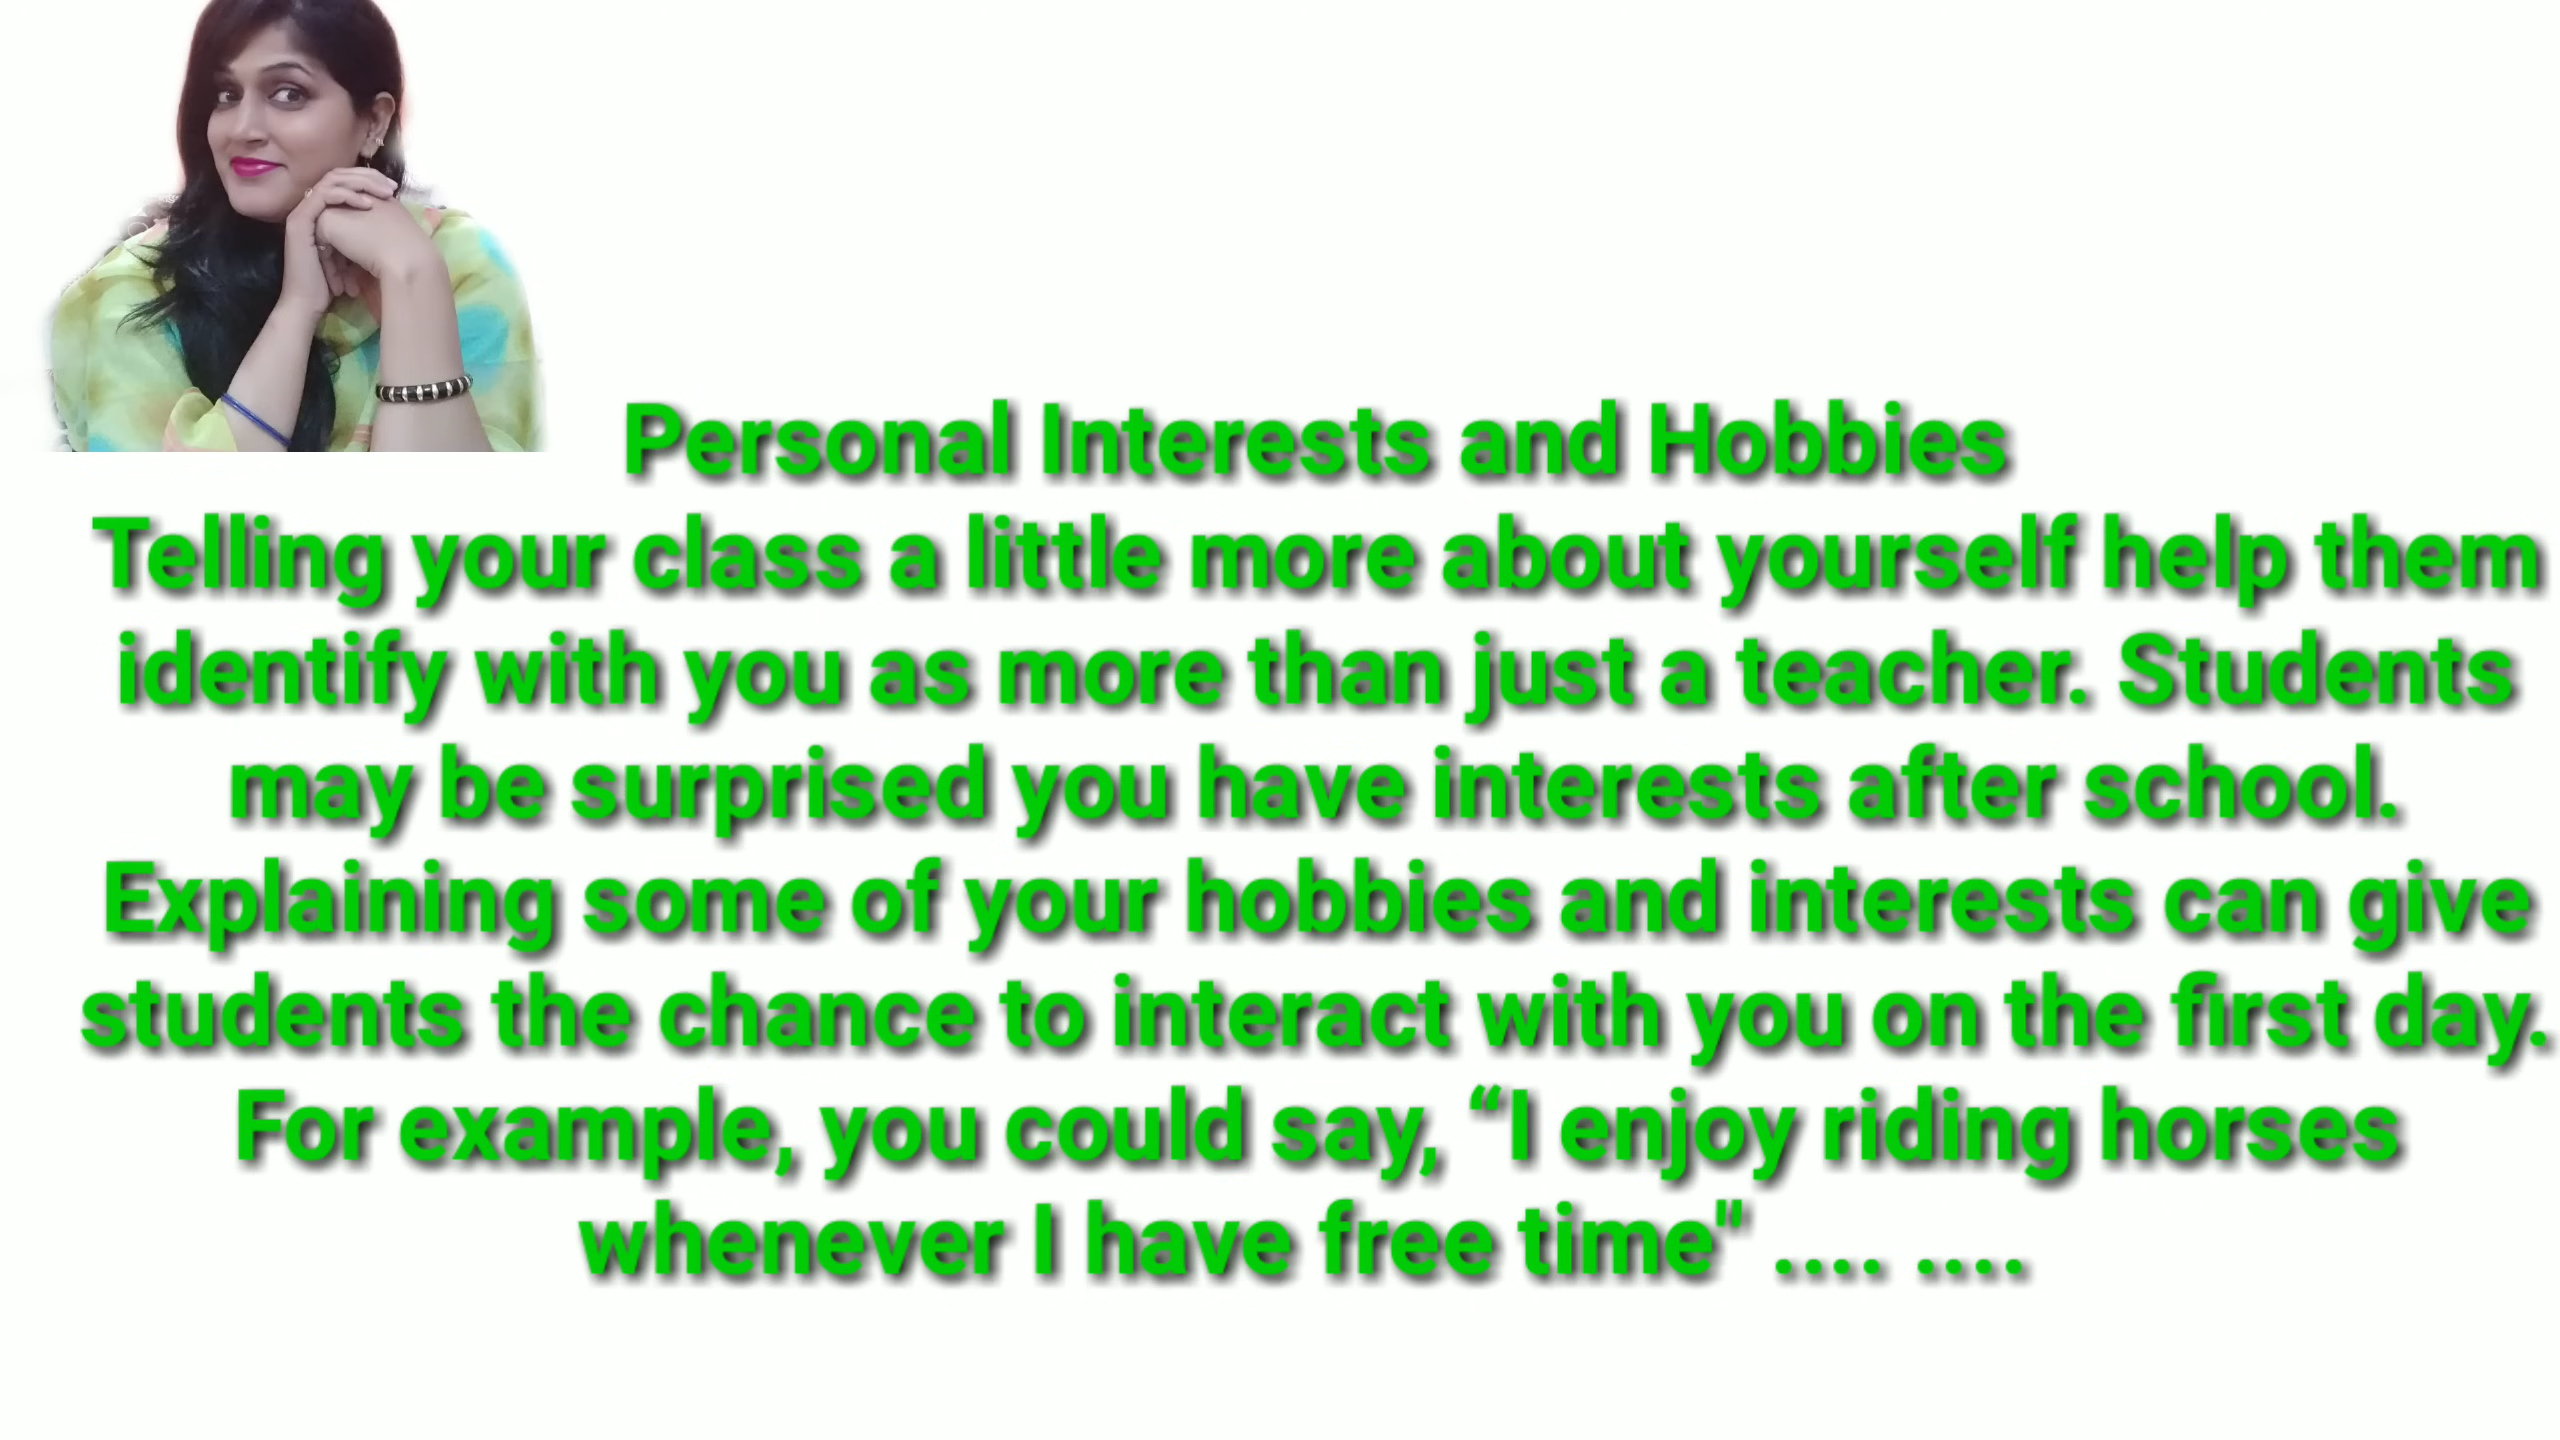 Personal Interests and Hobbies
Telling your class a little more about yourself help them
identify with you as more than just a teacher. Students
may be surprised you have interests after school.
Explaining some of your hobbies and interests can give
students the chance to interact with you on the first day.
For example, you could say, “I enjoy riding horses
whenever I have free time" .... ....